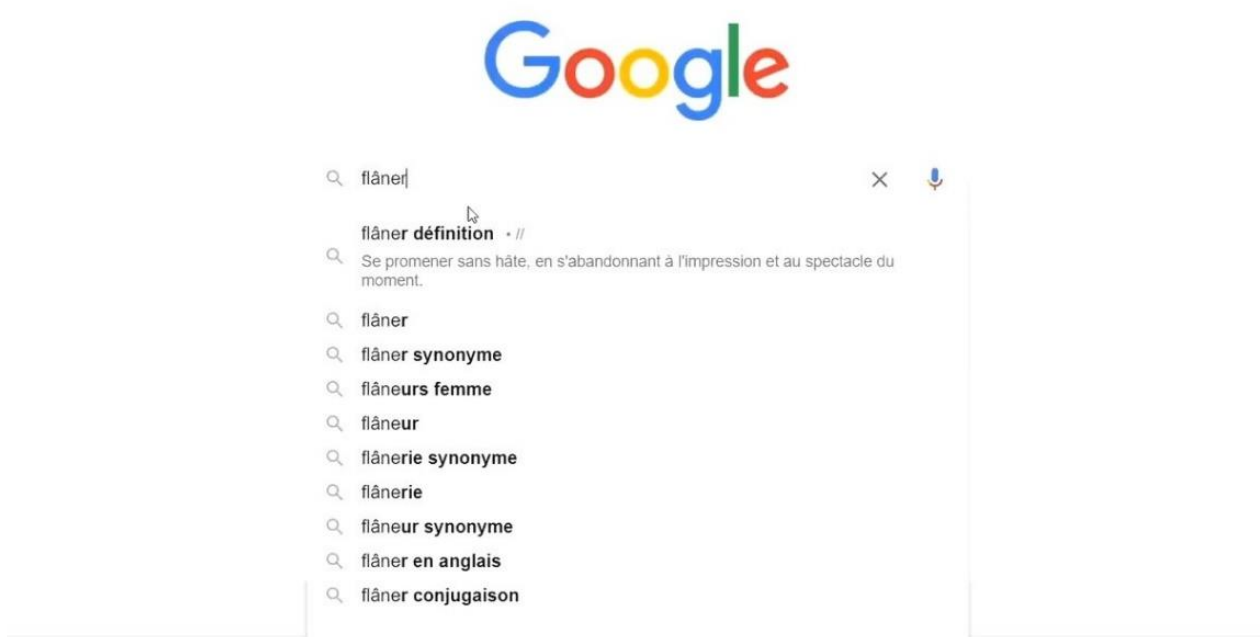 Google
flâner
flâner définition • //
Se promener sans hâte, en s'abandonnant à l'impression et au spectacle du
moment.
flâner
flâner synonyme
flâneurs femme
flâneur
flânerie synonyme
flânerie
flâneur synonyme
flâner en anglais
flâner conjugaison